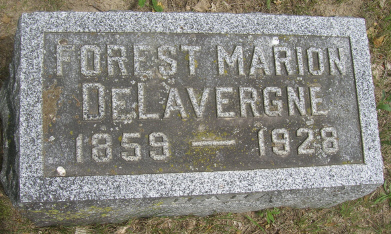 FOREST MARION
DELAVERGNE
1859 — 1928